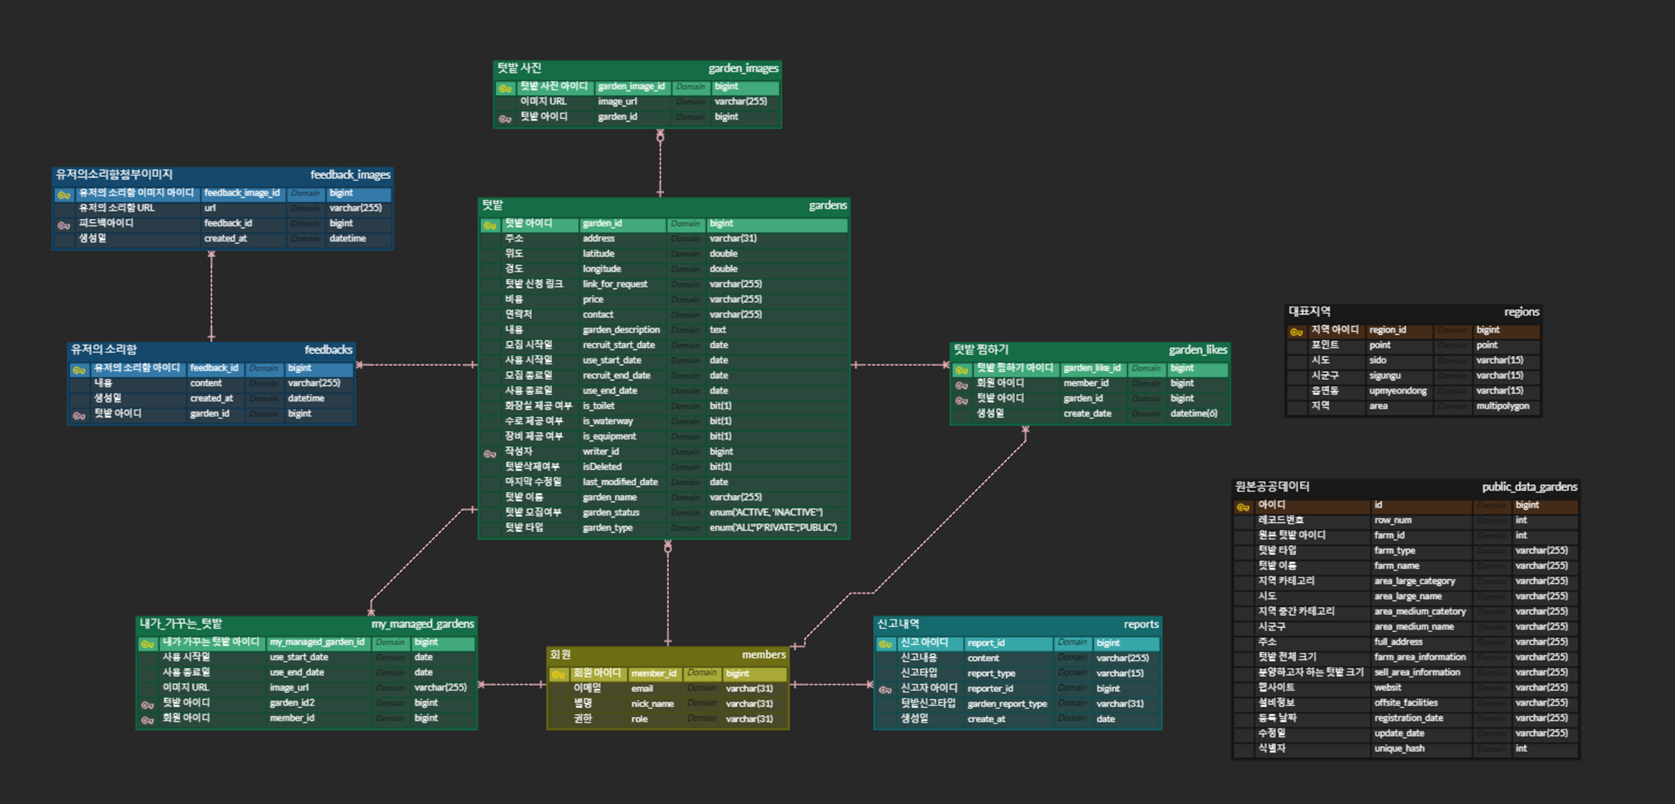 텃밭 사진 garden_images
텃밭 사진 아이디 garden_image_id Domain bigint
이미지 URL image_url Domain varchar(255)
텃밭 아이디 garden_id Domain bigint
유저의소리함첨부이미지 feedback_images
유저의 소리함 이미지 아이디 feedback_image_id Domain bigint
유저의 소리함 URL url Domain varchar(255)
피드백아이디 feedback_id Domain bigint
생성일 created_at Domain datetime
텃밭 gardens
텃밭 아이디 garden_id Domain bigint
주소 address Domain varchar(31)
위도 latitude Domain double
경도 longitude Domain double
텃밭 신청 링크 link_for_request Domain varchar(255)
비용 price Domain varchar(255)
연락처 contact Domain varchar(255)
내용 garden_description Domain text
모집 시작일 recruit_start_date Domain date
사용 시작일 use_start_date Domain date
모집 종료일 recruit_end_date Domain date
사용 종료일 use_end_date Domain date
화장실 제공 여부 is_toilet Domain bit(1)
수로 제공 여부 is_waterway Domain bit(1)
장비 제공 여부 is_equipment Domain bit(1)
작성자 writer_id Domain bigint
텃밭삭제여부 isDeleted Domain bit(1)
마지막 수정일 last_modified_date Domain date
텃밭 이름 garden_name Domain varchar(255)
텃밭 모집여부 garden_status Domain enum('ACTIVE, 'INACTIVE'')
텃밭 타입 garden_type Domain enum('ALL'',P'RIVATE'',PUBLIC')
유저의 소리함 feedbacks
유저의 소리함 아이디 feedback_id Domain bigint
내용 content Domain varchar(255)
생성일 created_at Domain datetime
텃밭 아이디 garden_id Domain bigint
텃밭 찜하기 garden_likes
텃밭 찜하기 아이디 garden_like_id Domain bigint
회원 아이디 member_id Domain bigint
텃밭 아이디 garden_id Domain bigint
생성일 create_date Domain datetime(6)
대표지역 regions
지역 아이디 region_id Domain bigint
포인트 point Domain point
시도 sido Domain varchar(15)
시군구 sigungu Domain varchar(15)
읍면동 upmyeondong Domain varchar(15)
지역 area Domain multipolygon
원본공공데이터 public_data_gardens
아이디 id Domain bigint
레코드번호 row_num Domain int
원본 텃밭 아이디 farm_id Domain int
텃밭 타입 farm_type Domain varchar(255)
텃밭 이름 farm_name Domain varchar(255)
지역 카테고리 area_large_category Domain varchar(255)
시도 area_large_name Domain varchar(255)
지역 중간 카테고리 area_medium_catetory Domain varchar(255)
시군구 area_medium_name Domain varchar(255)
주소 full_address Domain varchar(255)
텃밭 전체 크기 farm_area_information Domain varchar(255)
분양하고자 하는 텃밭 크기 sell_area_information Domain varchar(255)
웹사이트 websit Domain varchar(255)
설비정보 offsite_facilities Domain varchar(255)
등록 날짜 registration_date Domain varchar(255)
수정일 update_date Domain varchar(255)
식별자 unique_hash Domain int
내가_가꾸는_텃밭 my_managed_gardens
내가 가꾸는 텃밭 아이디 my_managed_garden_id Domain bigint
사용 시작일 use_start_date Domain date
사용 종료일 use_end_date Domain date
이미지 URL image_url Domain varchar(255)
텃밭 아이디 garden_id2 Domain bigint
회원 아이디 member_id Domain bigint
회원 members
회원 아이디 member_id Domain bigint
이메일 email Domain varchar(31)
별명 nick_name Domain varchar(31)
권한 role Domain varchar(31)
신고내역 reports
신고 아이디 report_id Domain bigint
신고내용 content Domain varchar(255)
신고타입 report_type Domain varchar(15)
신고자 아이디 reporter_id Domain bigint
텃밭신고타입 garden_report_type Domain varchar(31)
생성일 create_at Domain date